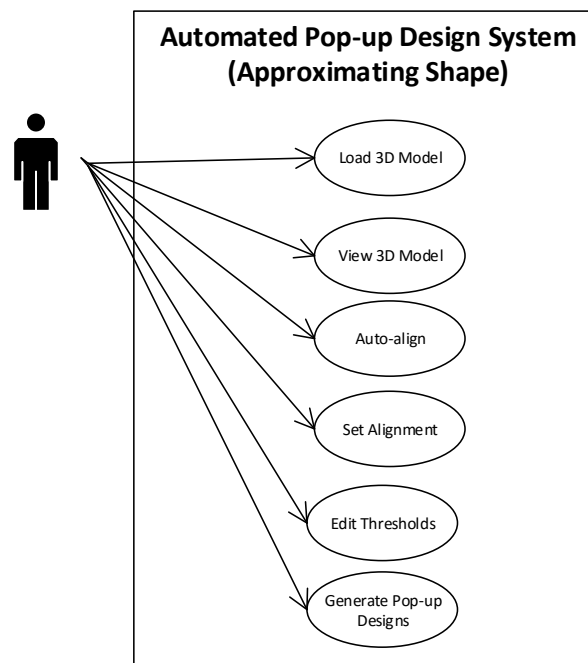 Automated Pop-up Design System
(Approximating Shape)
Load 3D Model
View 3D Model
Auto-align
Set Alignment
Edit Thresholds
Generate Pop-up
Designs